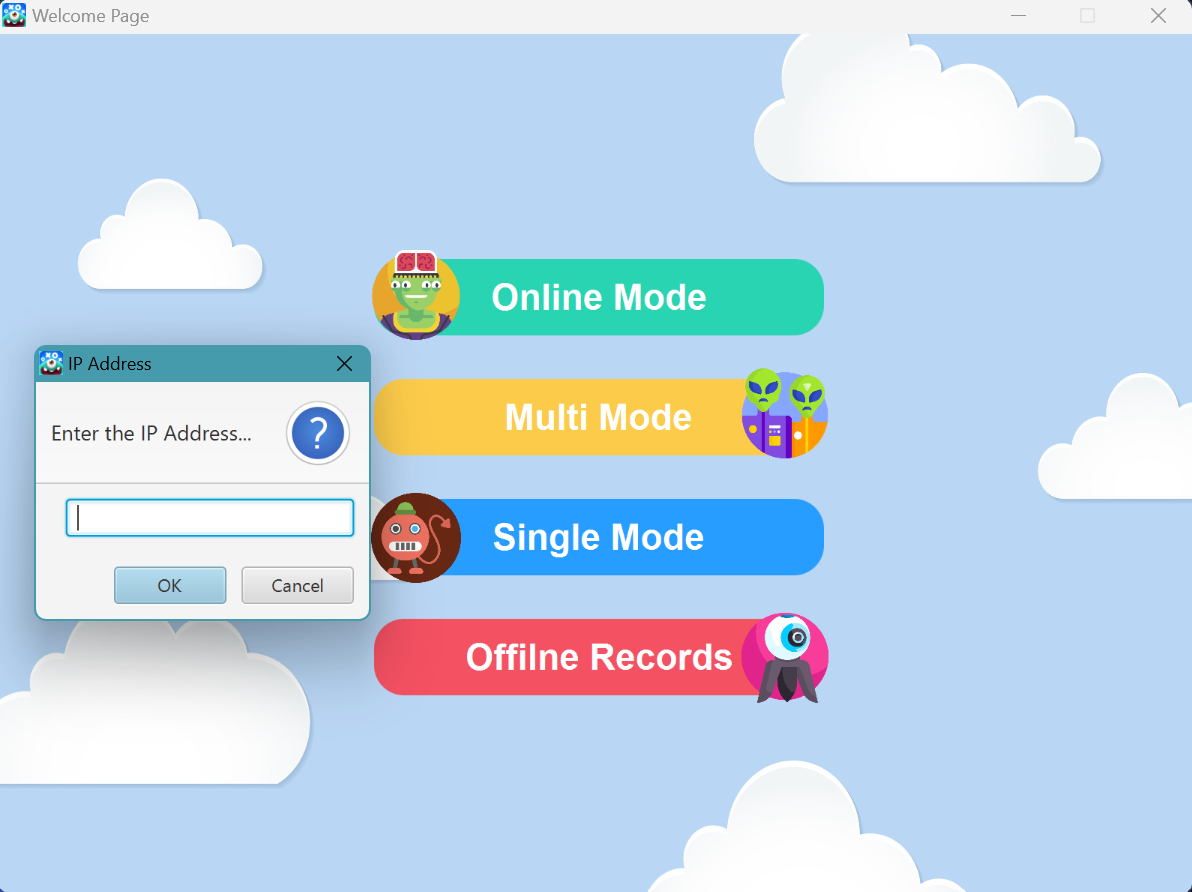 Welcome Page
Online Mode
IP Address
Enter the IP Address...
?
OK
Cancel
Multi Mode
Single Mode
Offilne Records